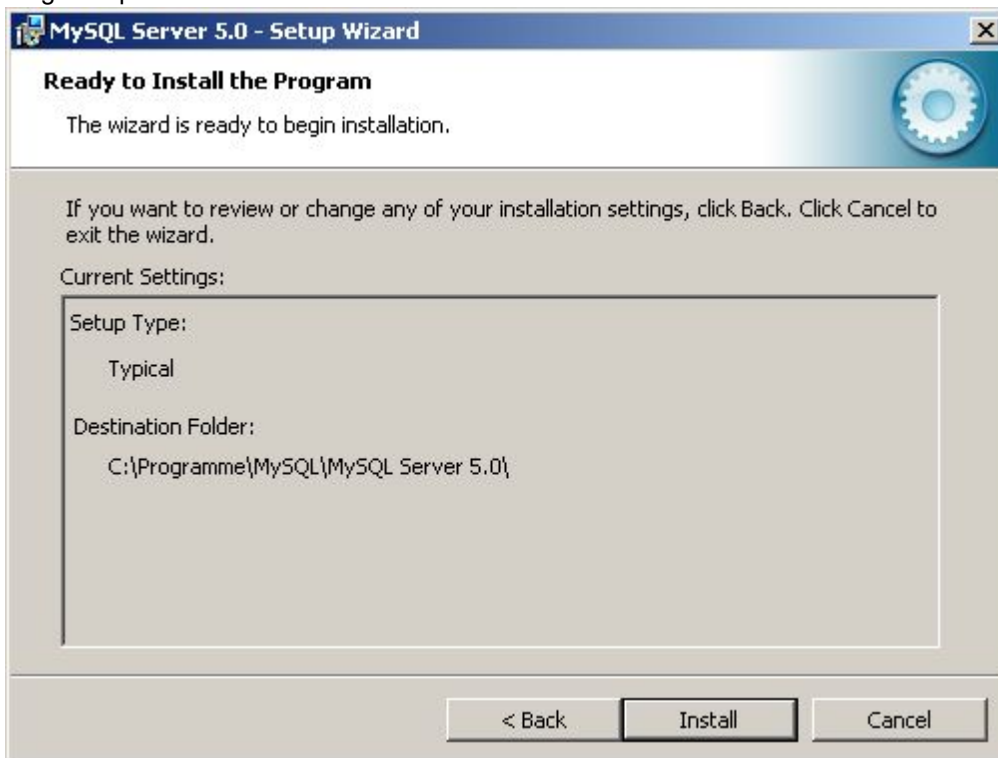 MySQL Server 5.0 - Setup Wizard
Ready to Install the Program
The wizard is ready to begin installation.
If you want to review or change any of your installation settings, click Back. Click Cancel to
exit the wizard.
Current Settings:
Setup Type:
Typical
Destination Folder:
C:\Programme\MySQL\MySQL Server 5.0\
< Back
Install
Cancel